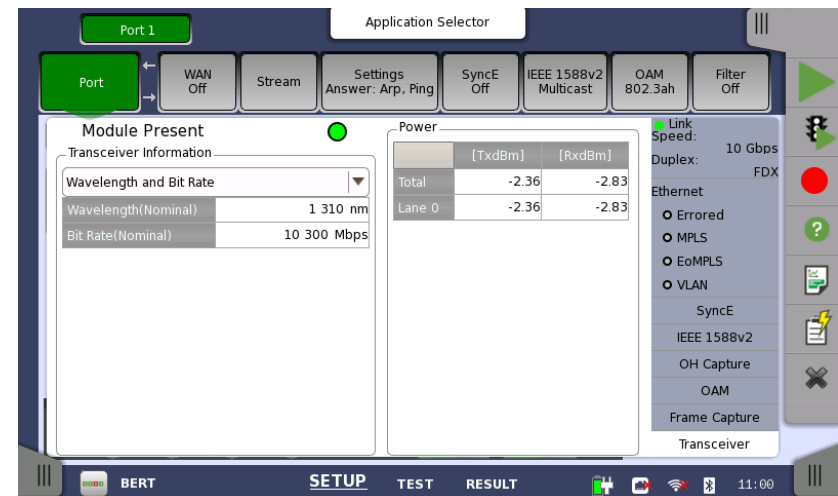 Port 1
Application Selector
Port
WAN
Off
Stream
Settings
Answer: Arp, Ping
SyncE
Off
IEEE 1588v2
Multicast
OAM
802.3ah
Filter
Off
Module Present
Transceiver Information
Wavelength and Bit Rate
Wavelength(Nominal) 1 310 nm
Bit Rate(Nominal) 10 300 Mbps
Power
[TxdBm] [RxdBm]
Total -2.36 -2.83
Lane 0 -2.36 -2.83
Link
Speed:
10 Gbps
Duplex:
FDX
Ethernet
Errored
MPLS
EoMPLS
VLAN
SyncE
IEEE 1588v2
OH Capture
OAM
Frame Capture
Transceiver
?
BERT SETUP TEST RESULT 11:00